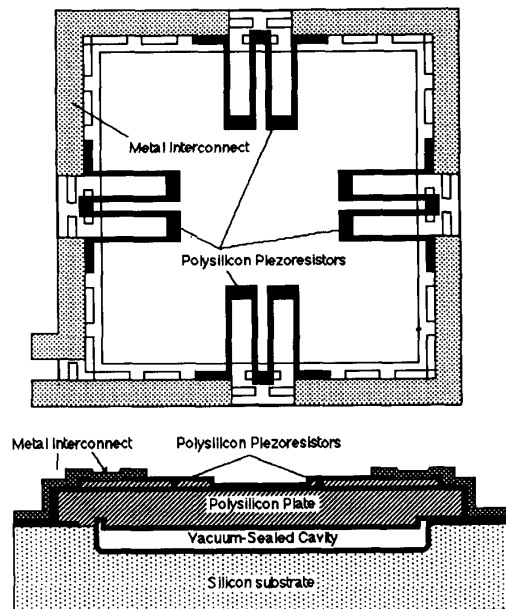 Metal Interconnect
Polysilicon Piezoresistors
Metal Interconnect
Polysilicon Piezoresistors
Polysilicon Plate
Vacuum-Sealed Cavity
Silicon substrate